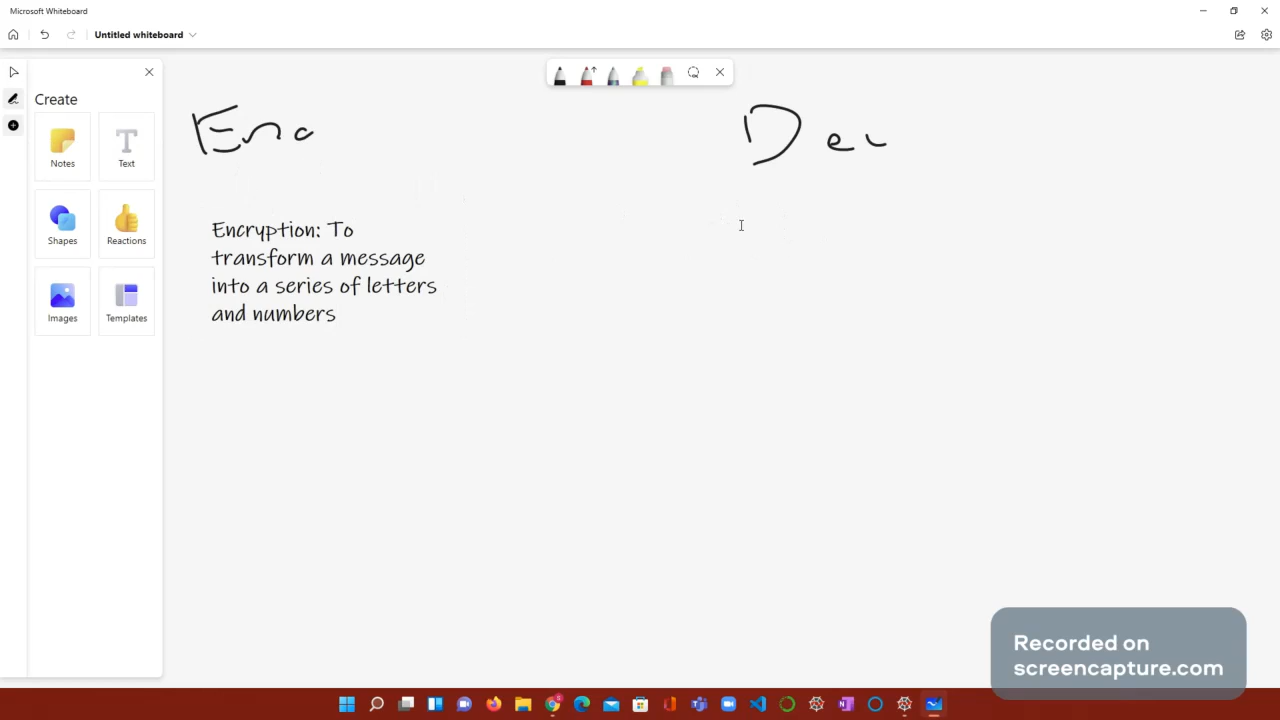 Microsoft Whiteboard
Untitled whiteboard
Create
Notes
Text
Shapes
Reactions
Images
Templates
Enc
Dec
Encryption: To
transform a message
into a series of letters
and numbers
Recorded on
screencapture.com